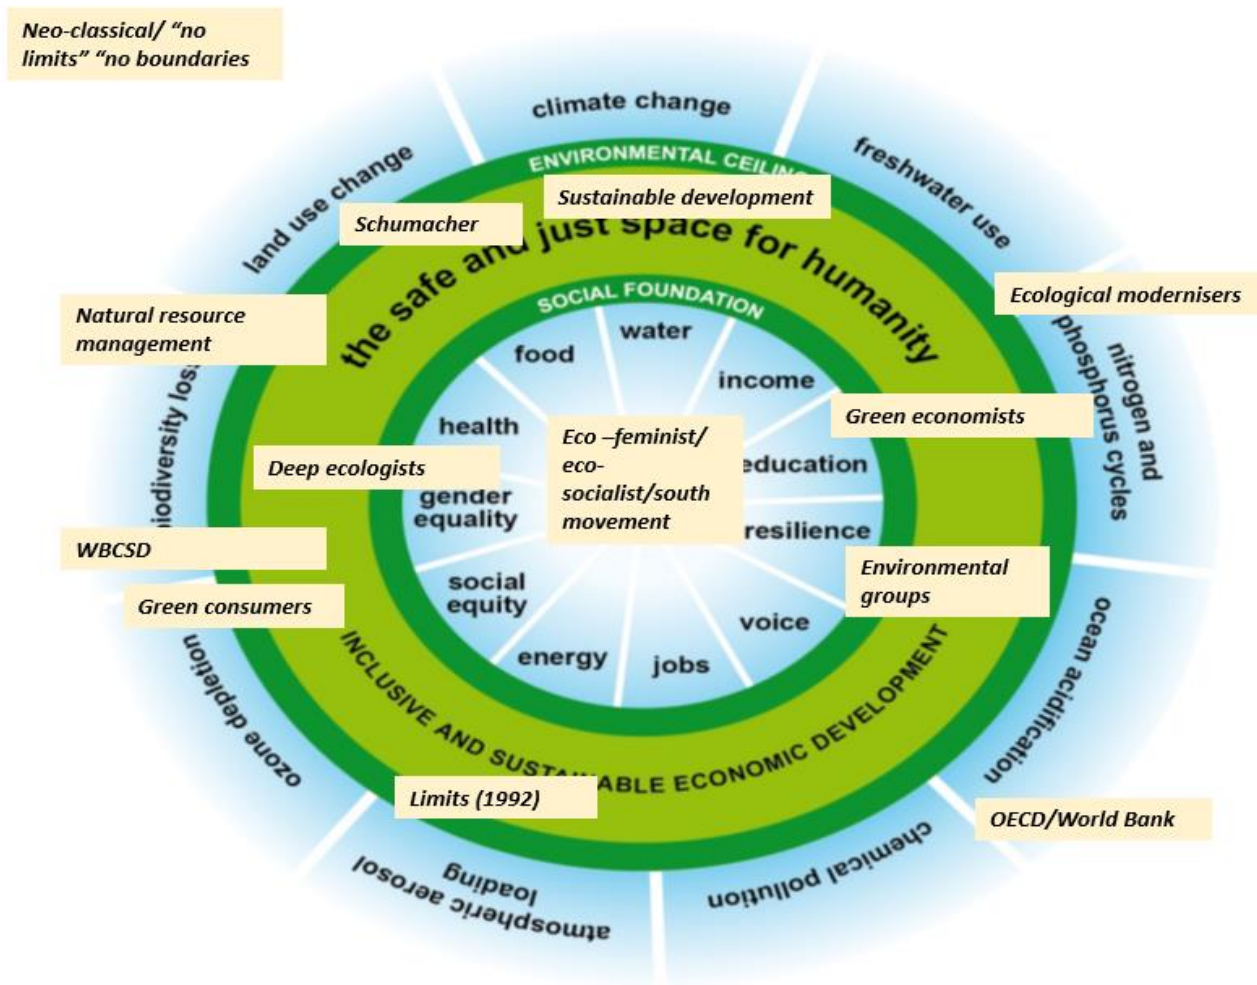 Neo-classical/ “no
limits” “no boundaries
climate change
ENVIRONMENTAL CEILING
freshwater use
land use change
Sustainable development
Schumacher
the safe and just space for humanity
Ecological modernisers
SOCIAL FOUNDATION
Natural resource
management
water
food
income
nitrogen and
phosphorus cycles
Green economists
biodiversity loss
health
Eco –feminist/
eco-
socialist/south
movement
education
Deep ecologists
gender
equality
resilience
WBCSD
Environmental
groups
social
equity
Green consumers
voice
energy
jobs
ocean acidification
ozone depletion
INCLUSIVE AND SUSTAINABLE ECONOMIC DEVELOPMENT
Limits (1992)
OECD/World Bank
chemical pollution
atmospheric aerosol
loading